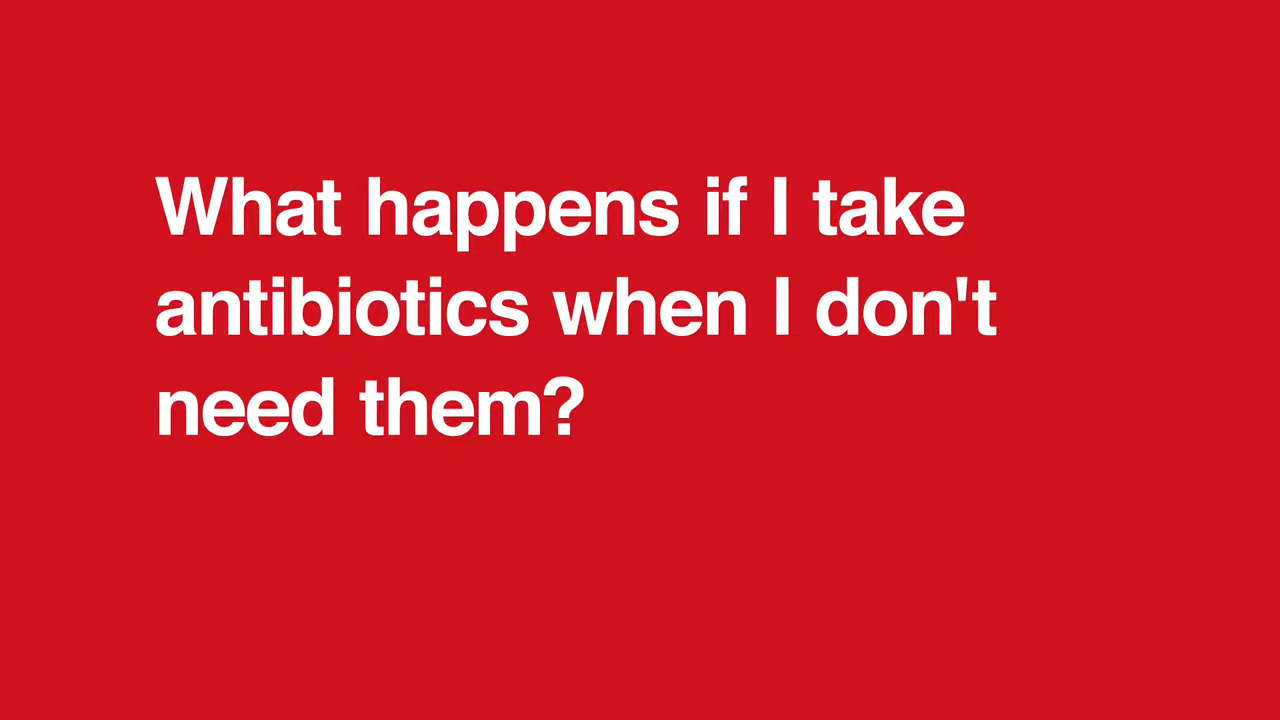 What happens if I take
antibiotics when I don't
need them?